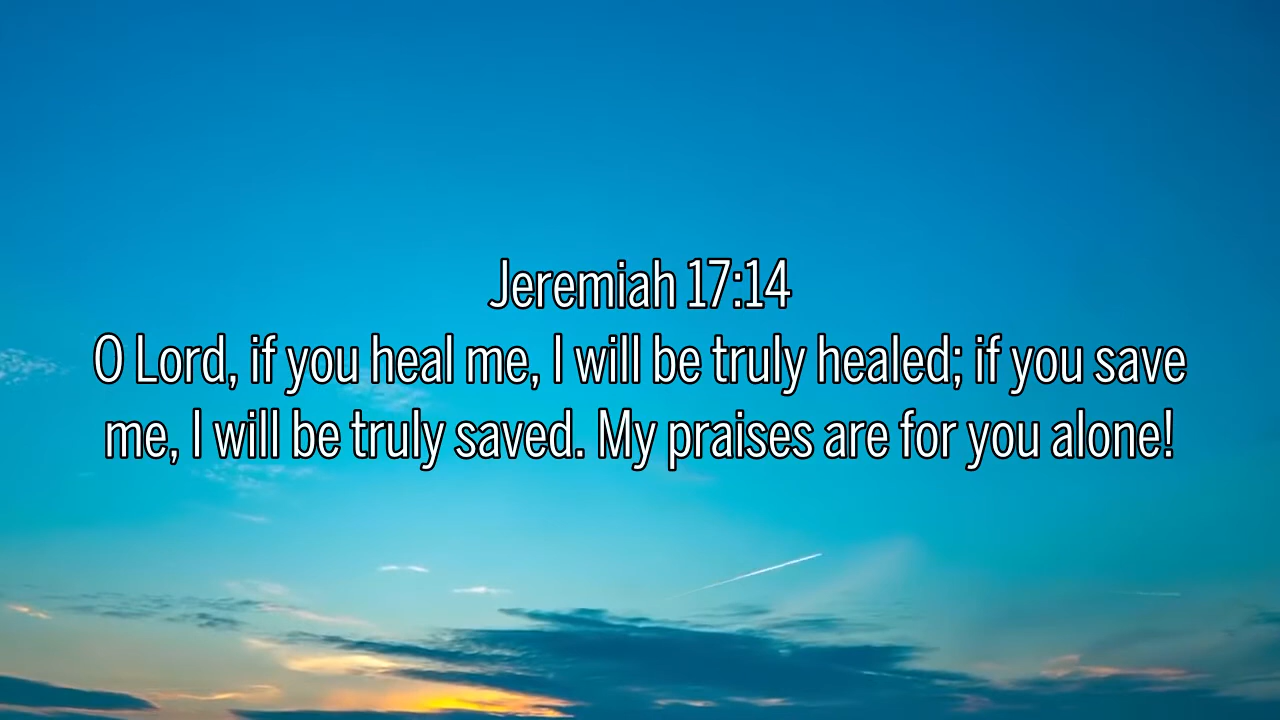 Jeremiah 17:14
O Lord, if you heal me, I will be truly healed; if you save
me, I will be truly saved. My praises are for you alone!